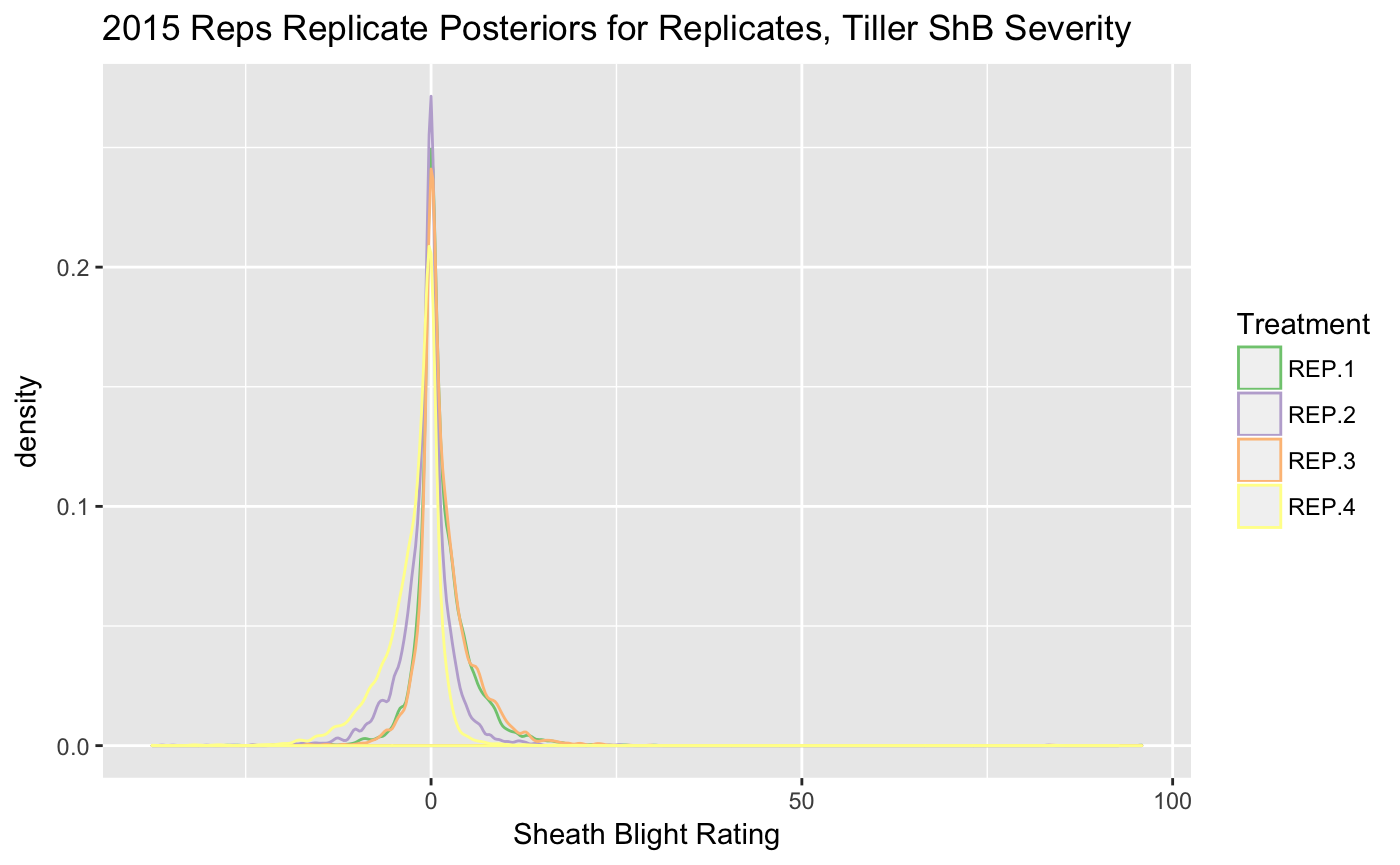 2015 Reps Replicate Posteriors for Replicates, Tiller ShB Severity
density
0.2
0.1
0.0
0
50
100
Sheath Blight Rating
Treatment
REP.1
REP.2
REP.3
REP.4